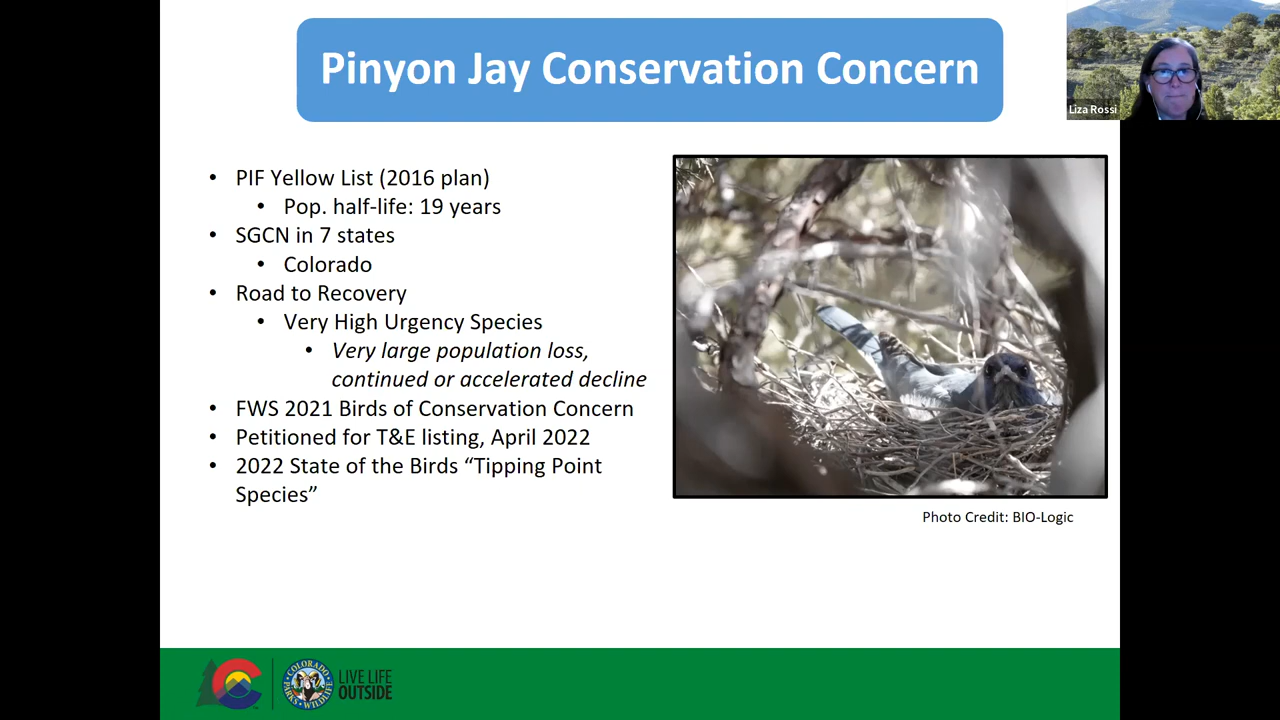 Pinyon Jay Conservation Concern
Liza Rossi
• PIF Yellow List (2016 plan)
• Pop. half-life: 19 years
• SGCN in 7 states
• Colorado
• Road to Recovery
• Very High Urgency Species
• Very large population loss,
continued or accelerated decline
• FWS 2021 Birds of Conservation Concern
• Petitioned for T&E listing, April 2022
• 2022 State of the Birds “Tipping Point
Species”
Photo Credit: BIO-Logic
COLORADO
PARKS & WILDLIFE
LIVE LIFE
OUTSIDE